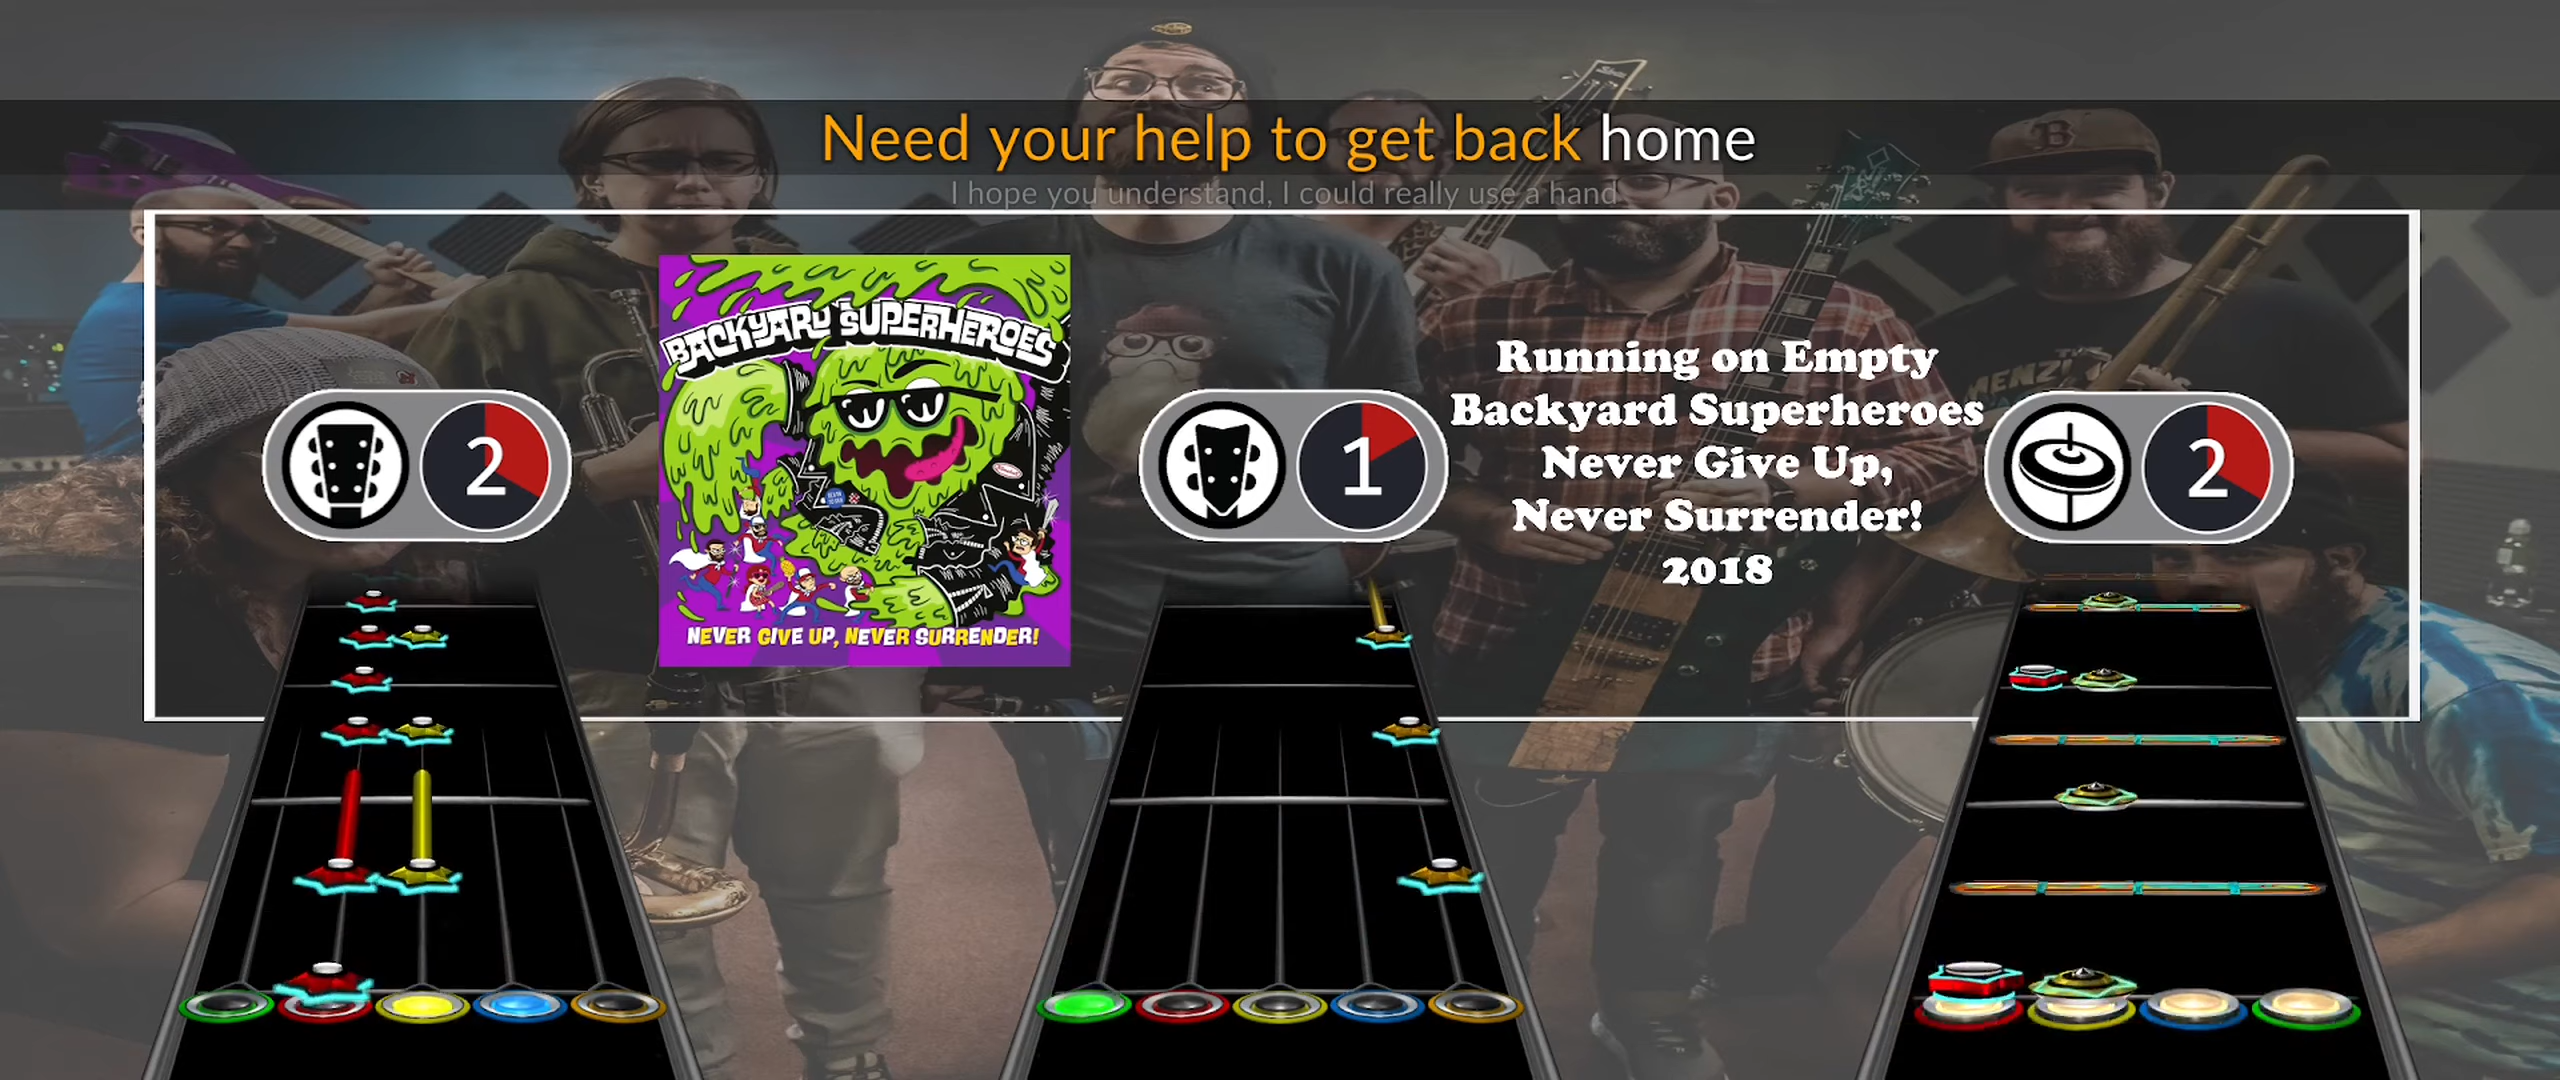 Need your help to get back home
I hope you understand, I could really use a hand
BACKYARD SUPERHEROES
NEVER GIVE UP, NEVER SURRENDER!
2
1
Running on Empty
Backyard Superheroes
Never Give Up,
Never Surrender!
2018
2
B
MENZI